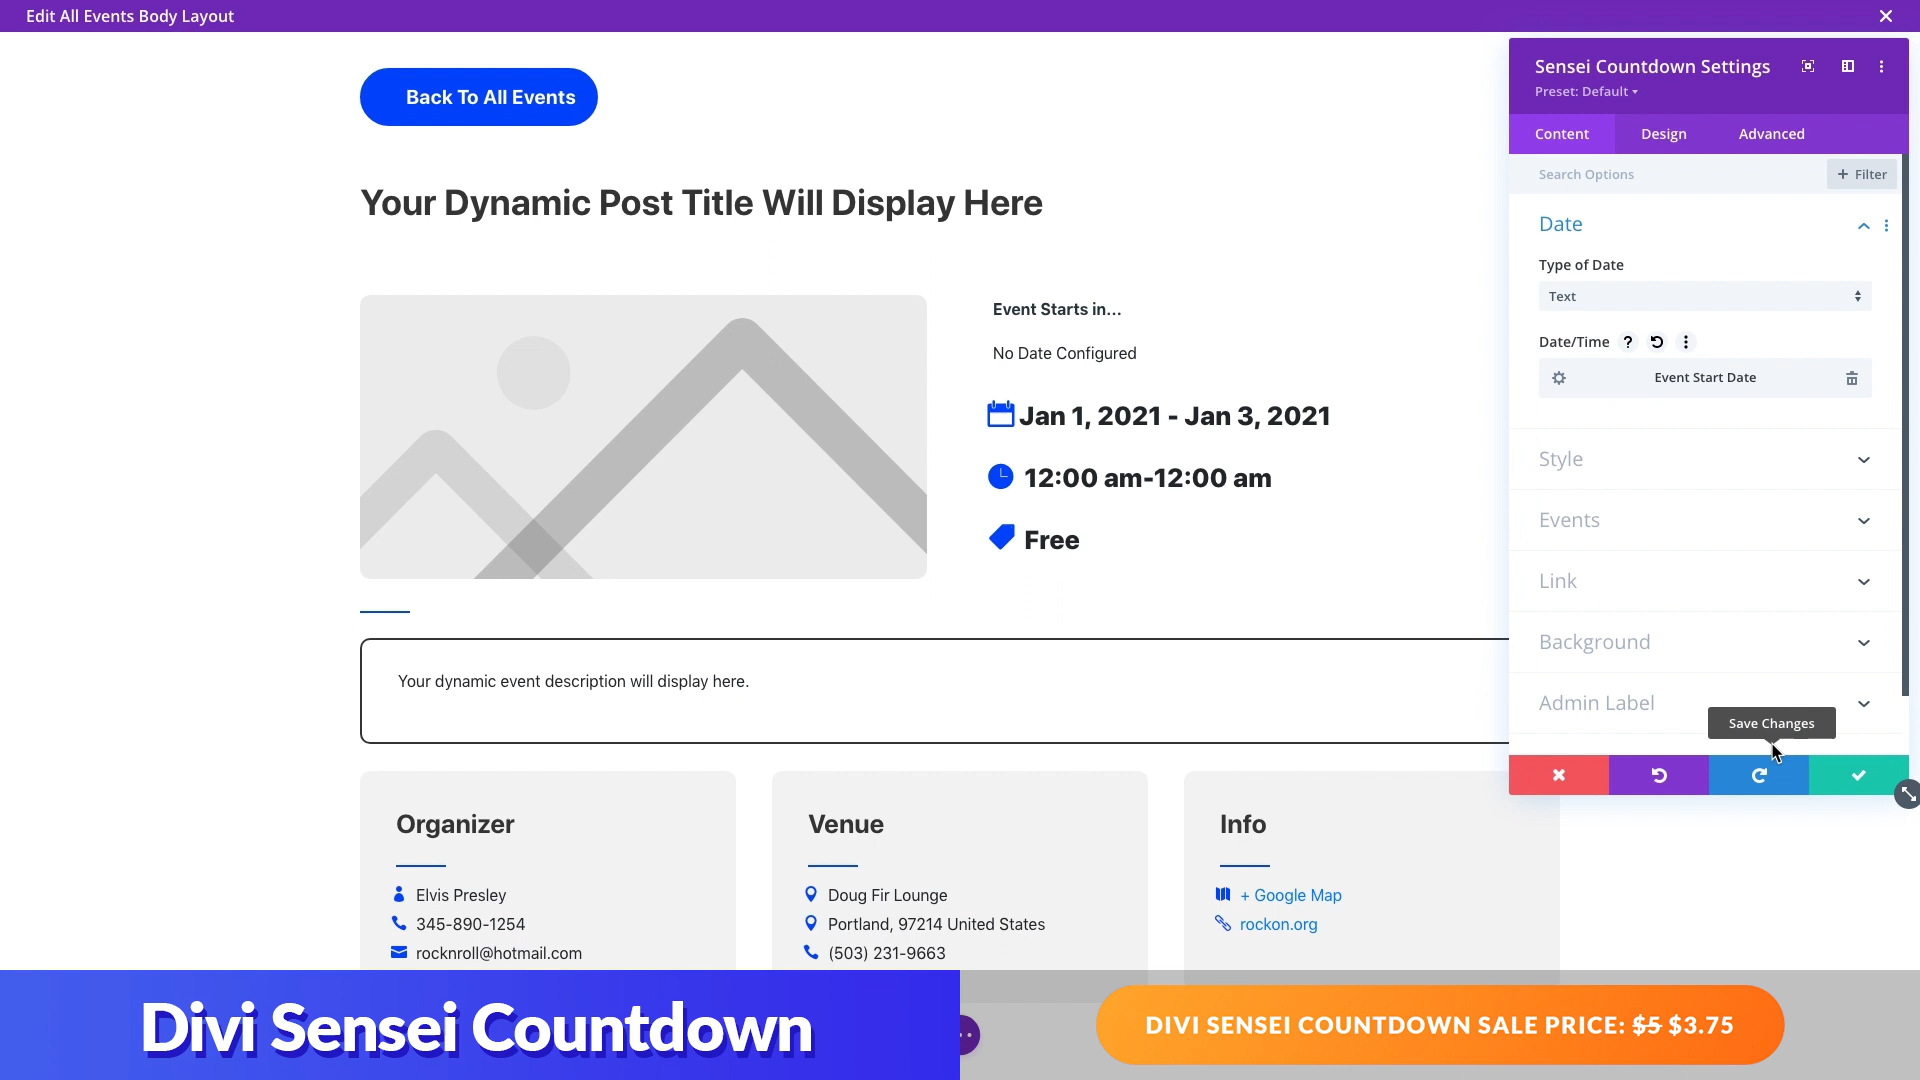 Edit All Events Body Layout
Back To All Events
Your Dynamic Post Title Will Display Here
Event Starts in...
No Date Configured
Jan 1, 2021 - Jan 3, 2021
12:00 am-12:00 am
Free
Your dynamic event description will display here.
Organizer
Elvis Presley
345-890-1254
rocknroll@hotmail.com
Venue
Doug Fir Lounge
Portland, 97214 United States
(503) 231-9663
Info
+ Google Map
rockon.org
Sensei Countdown Settings
Preset: Default
Content
Design
Advanced
Search Options
+ Filter
Date
Type of Date
Text
Date/Time ?
Event Start Date
Style
Events
Link
Background
Admin Label
Save Changes
Divi Sensei Countdown
DIVI SENSEI COUNTDOWN SALE PRICE: $5 $3.75